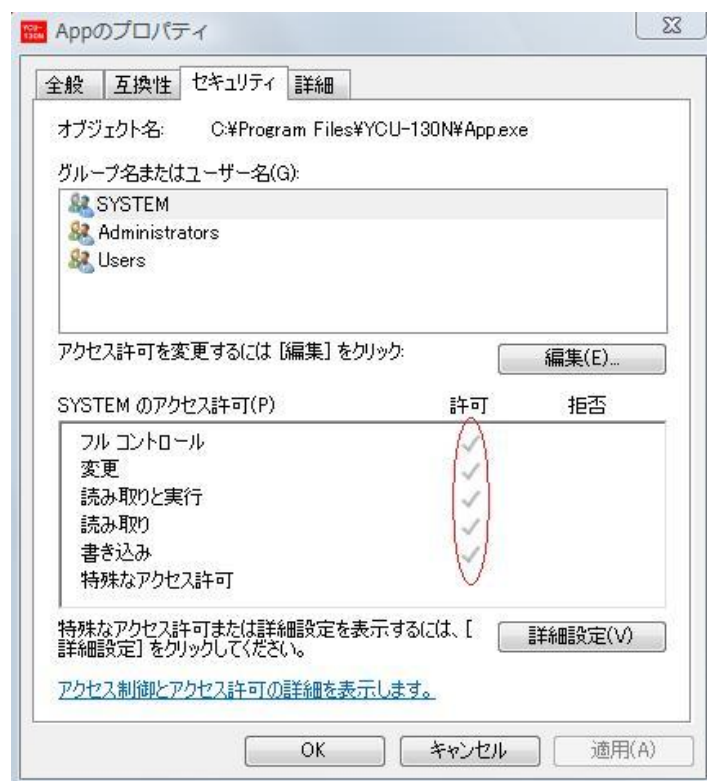 YCU-
130N
Appのプロパティ
全般 互換性 セキュリティ 詳細
オブジェクト名: C:¥Program Files¥YCU-130N¥App.exe
グループ名またはユーザー名(G):
SYSTEM
Administrators
Users
アクセス許可を変更するには [編集] をクリック: 編集(E)...
SYSTEM のアクセス許可(P) 許可 拒否
フル コントロール
変更
読み取りと実行
読み取り
書き込み
特殊なアクセス許可
特殊なアクセス許可または詳細設定を表示するには、[
詳細設定] をクリックしてください。 詳細設定(V)
アクセス制御とアクセス許可の詳細を表示します。
OK キャンセル 適用(A)